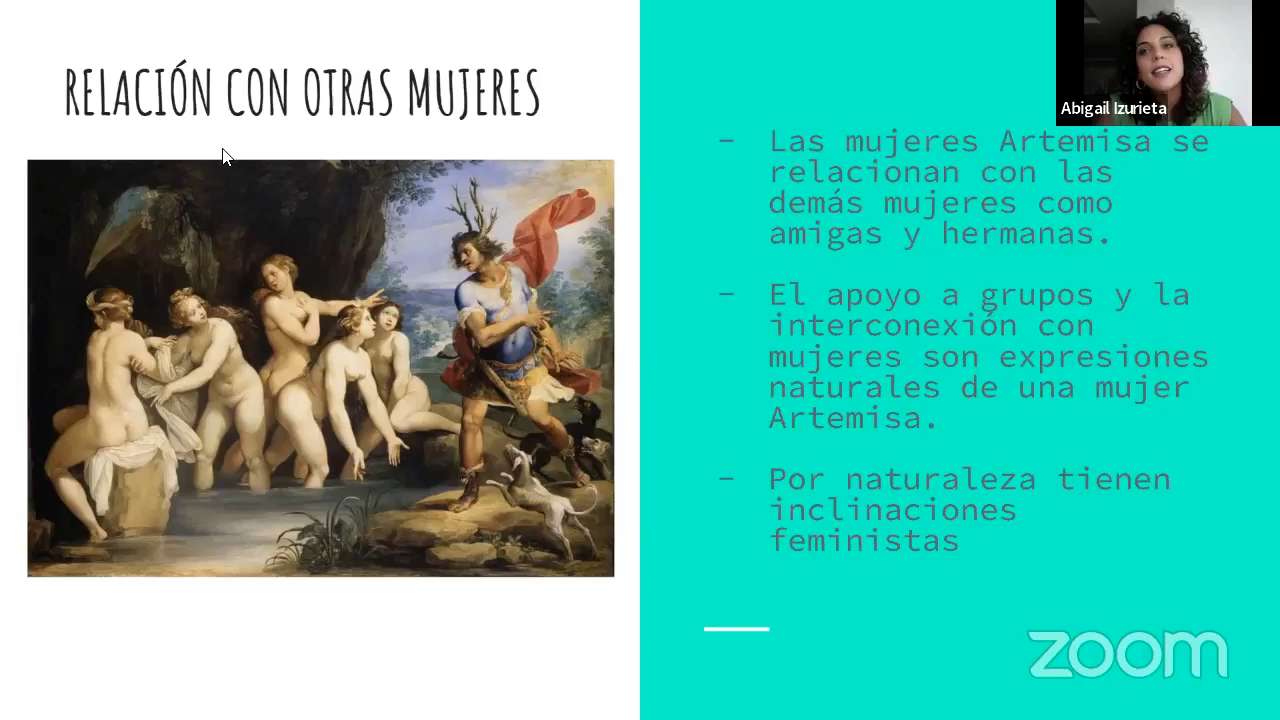 RELACIÓN CON OTRAS MUJERES
Abigail Izurieta
- Las mujeres Artemisa se
relacionan con las
demás mujeres como
amigas y hermanas.
- El apoyo a grupos y la
interconexión con
mujeres son expresiones
naturales de una mujer
Artemisa.
- Por naturaleza tienen
inclinaciones
feministas
zoom